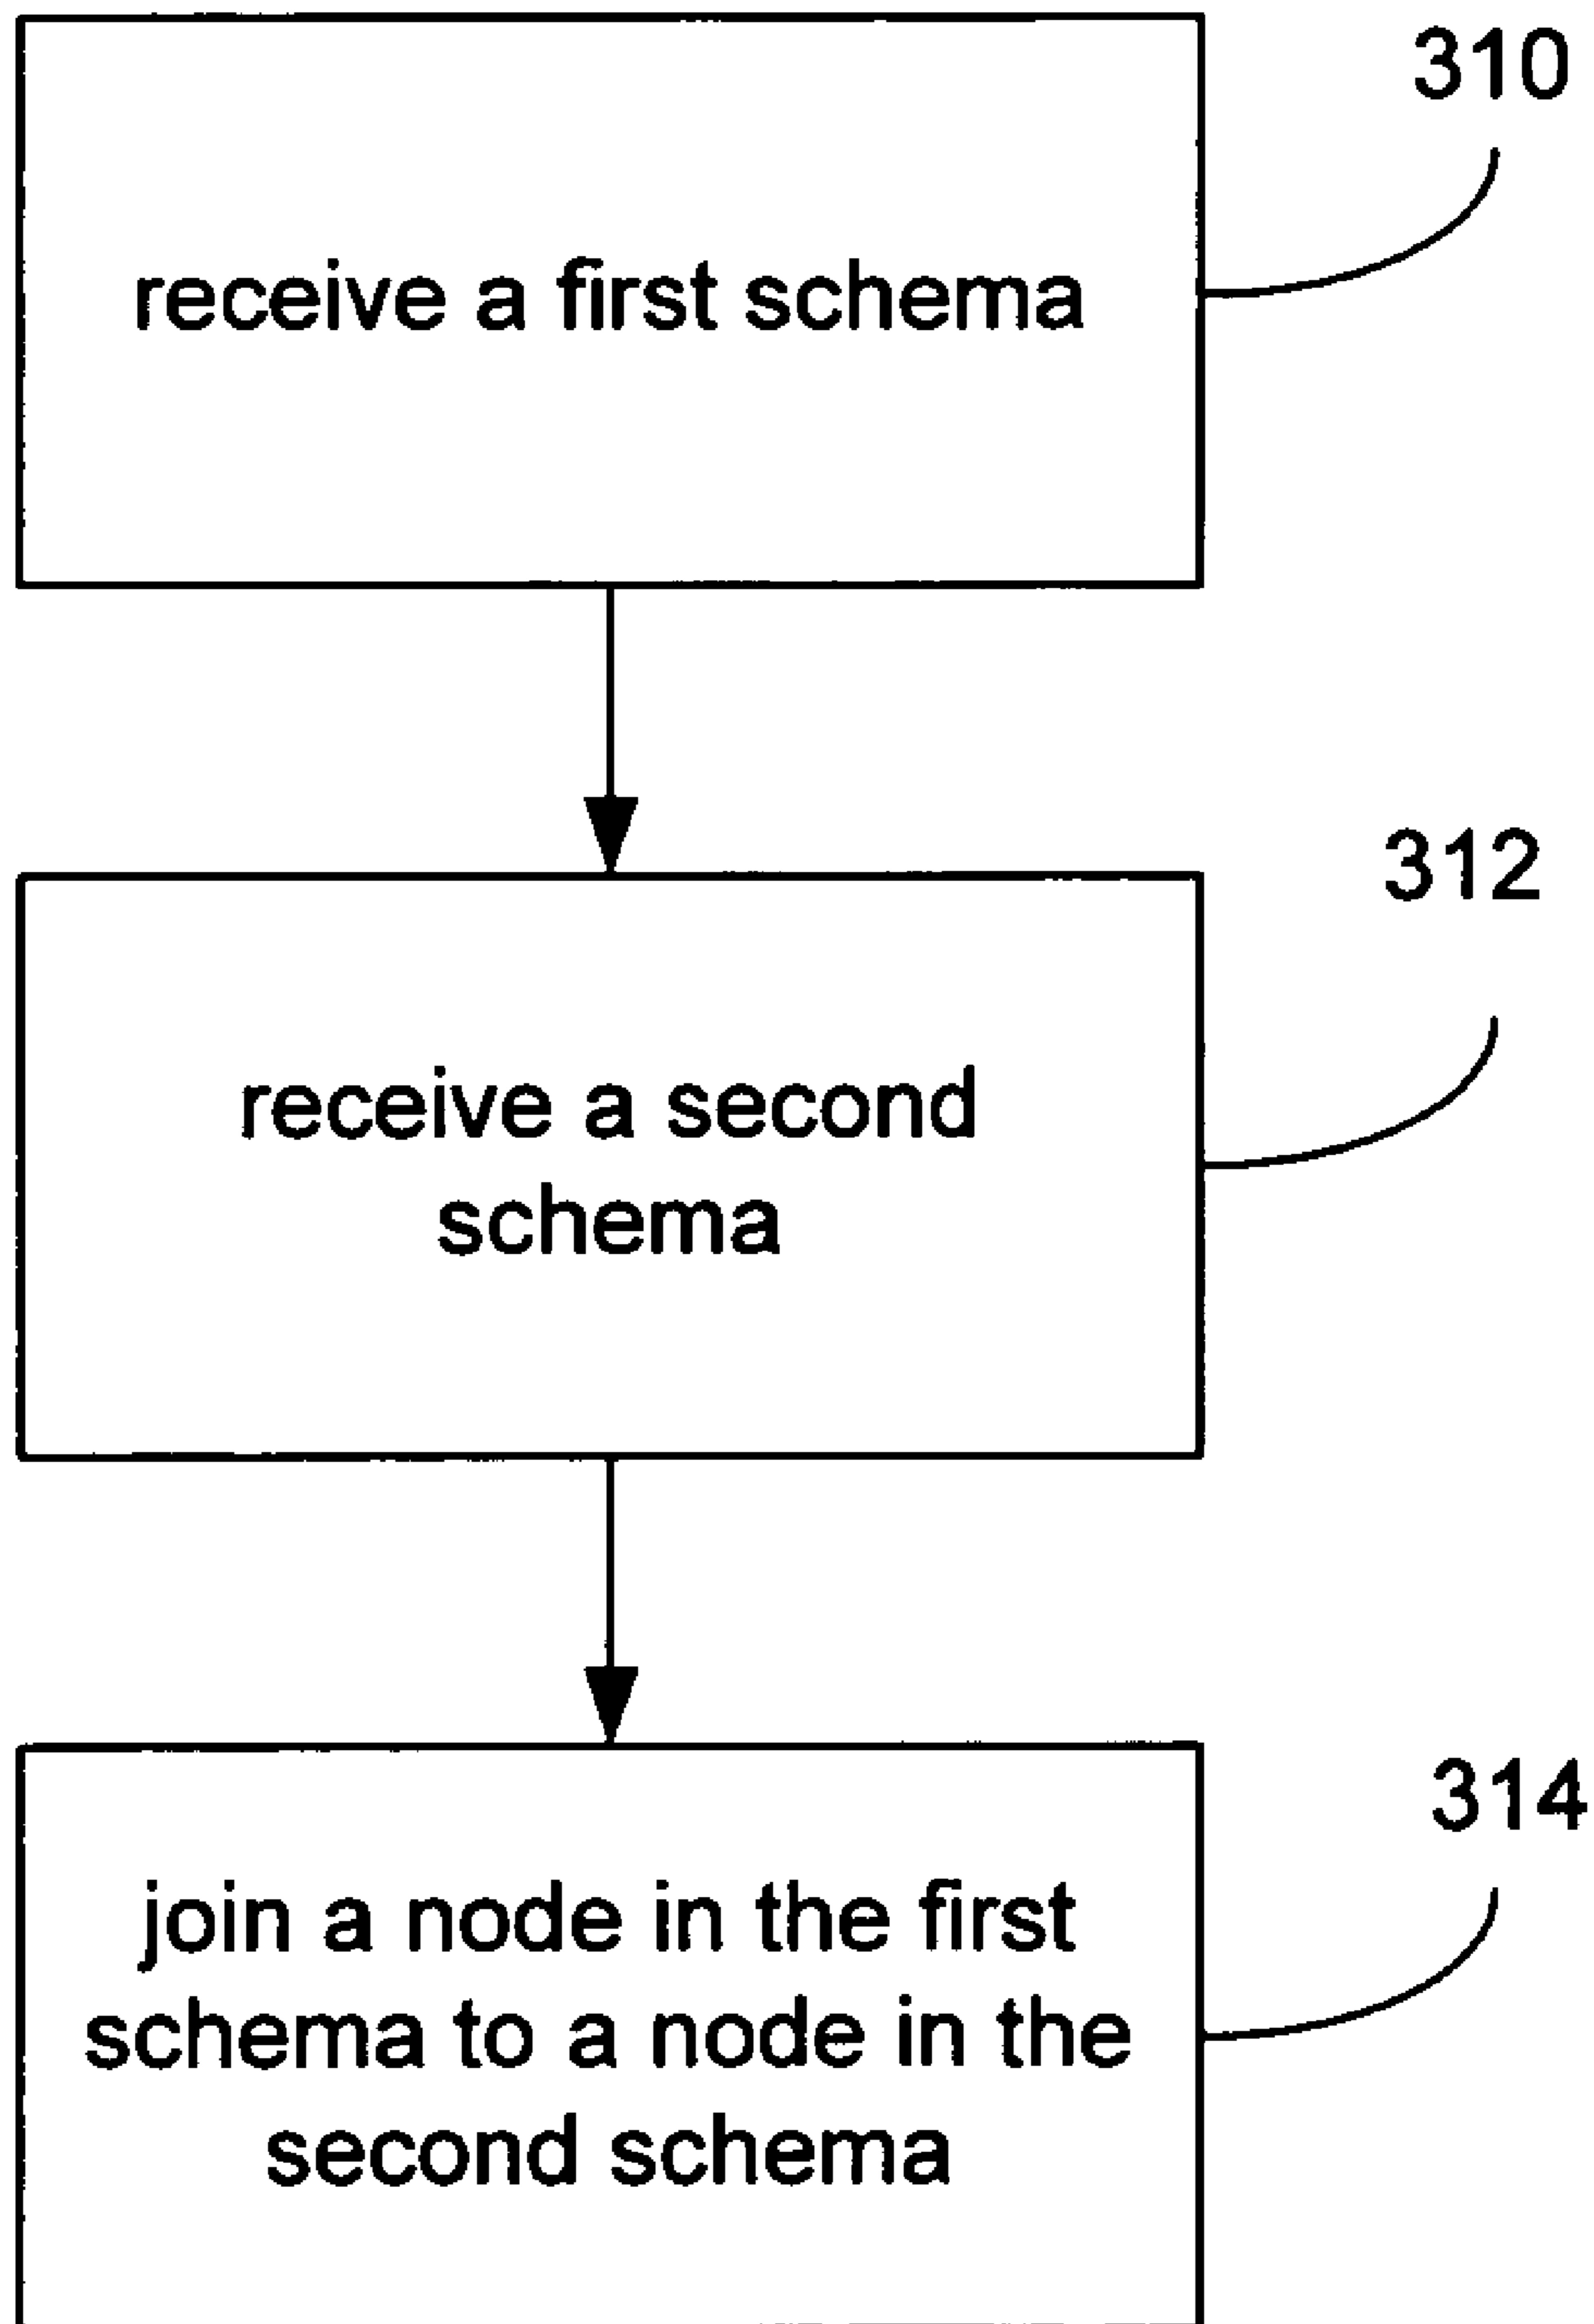 310
receive a first schema
312
receive a second
schema
314
join a node in the first
schema to a node in the
second schema